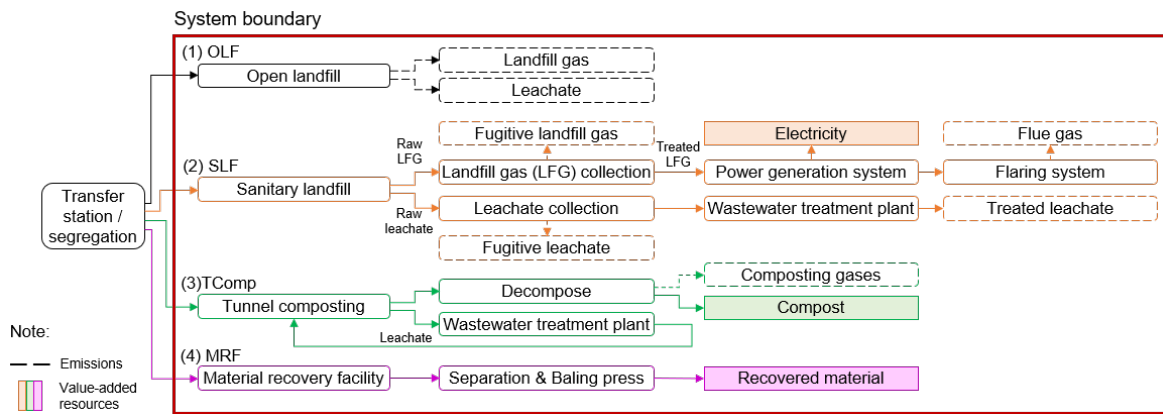 System boundary
(1) OLF
Open landfill
Landfill gas
Leachate
(2) SLF
Sanitary landfill
Raw
LFG
Raw
leachate
Fugitive landfill gas
Landfill gas (LFG) collection
Treated
LFG
Electricity
Power generation system
Flue gas
Flaring system
Leachate collection
Wastewater treatment plant
Treated leachate
Fugitive leachate
Transfer
station /
segregation
(3)TComp
Tunnel composting
Decompose
Composting gases
Compost
Wastewater treatment plant
Leachate
(4) MRF
Material recovery facility
Separation & Baling press
Recovered material
Note:
Emissions
Value-added
resources